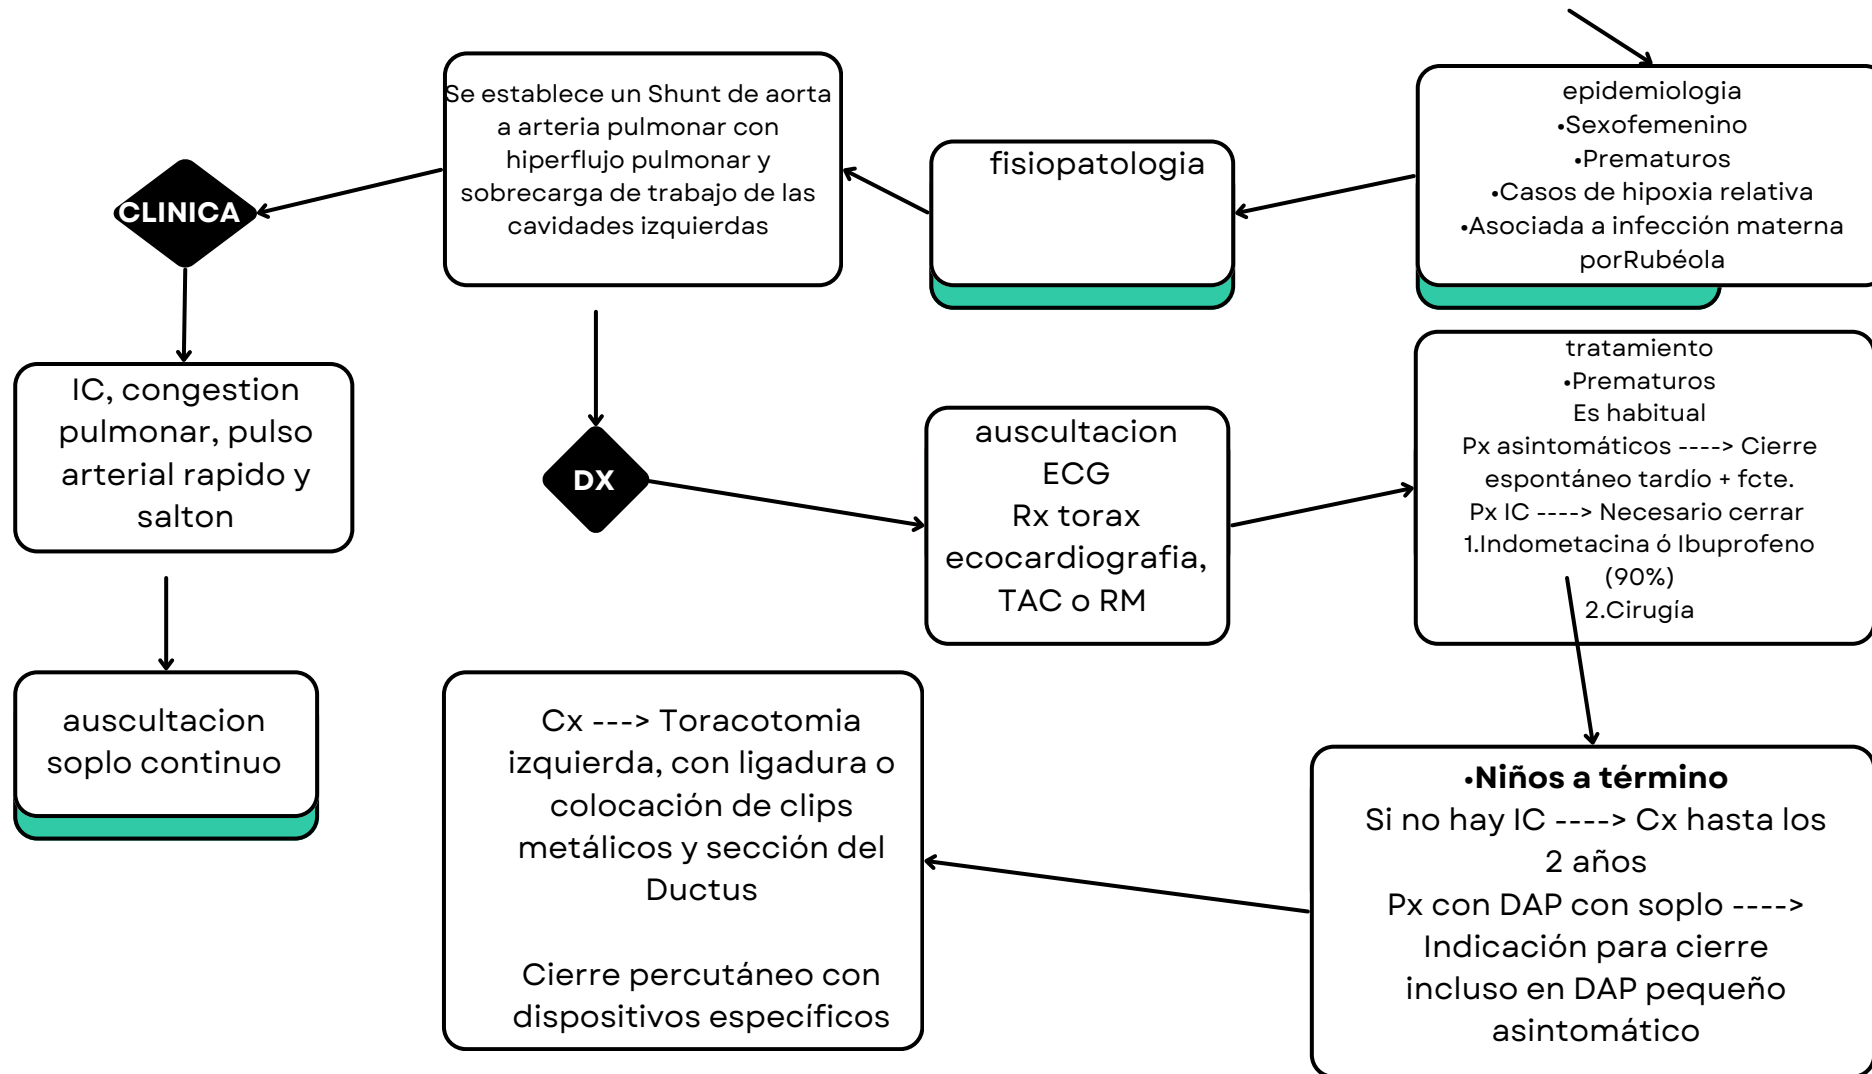 epidemiologia
•Sexofemenino
•Prematuros
•Casos de hipoxia relativa
•Asociada a infección materna
porRubéola
fisiopatologia
Se establece un Shunt de aorta
a arteria pulmonar con
hiperflujo pulmonar y
sobrecarga de trabajo de las
cavidades izquierdas
CLINICA
IC, congestion
pulmonar, pulso
arterial rapido y
salton
auscultacion
soplo continuo
DX
auscultacion
ECG
Rx torax
ecocardiografia,
TAC o RM
tratamiento
•Prematuros
Es habitual
Px asintomáticos ----> Cierre
espontáneo tardío + fcte.
Px IC ----> Necesario cerrar
1.Indometacina ó Ibuprofeno
(90%)
2.Cirugía
•Niños a término
Si no hay IC ----> Cx hasta los
2 años
Px con DAP con soplo ---->
Indicación para cierre
incluso en DAP pequeño
asintomático
Cx ---> Toracotomia
izquierda, con ligadura o
colocación de clips
metálicos y sección del
Ductus
Cierre percutáneo con
dispositivos específicos